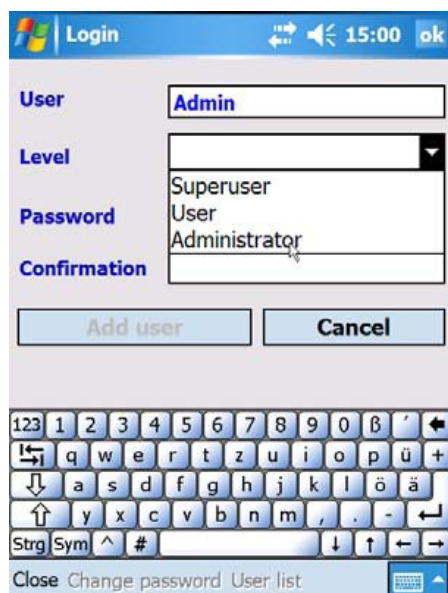 Login 15:00 ok
User Admin
Level
Superuser
User
Password
Administrator
Confirmation
Add user Cancel
123 1 2 3 4 5 6 7 8 9 0 ß ´
q w e r t z u i o p ü +
a s d f g h j k l ö ä
y x c v b n m , . -
Strg Sym ^ #
Close Change password User list